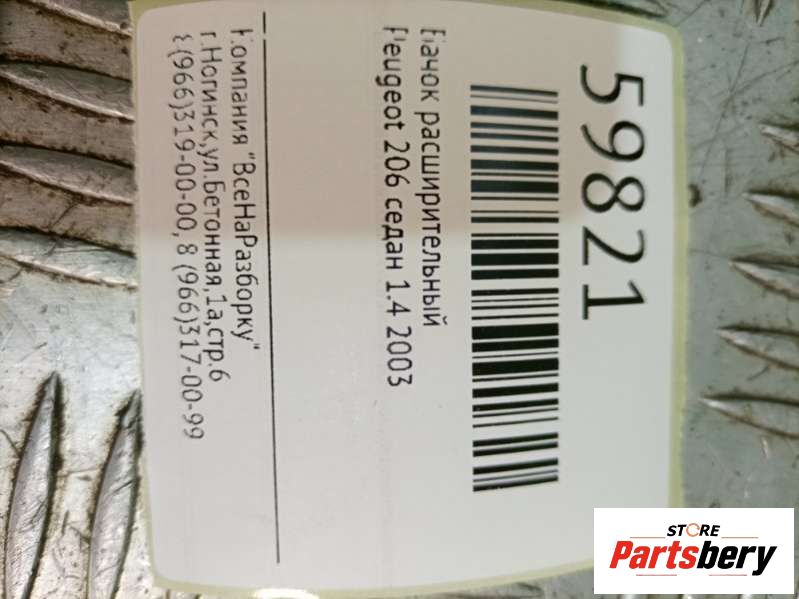 59821
Бачок расширительный
Peugeot 206 седан 1.4 2003
Компания "ВсеНаРазборку"
г.Ногинск,ул.Бетонная,1а,стр.6
8(966)319-00-00, 8 (966)317-00-99
STORE
Partsbery